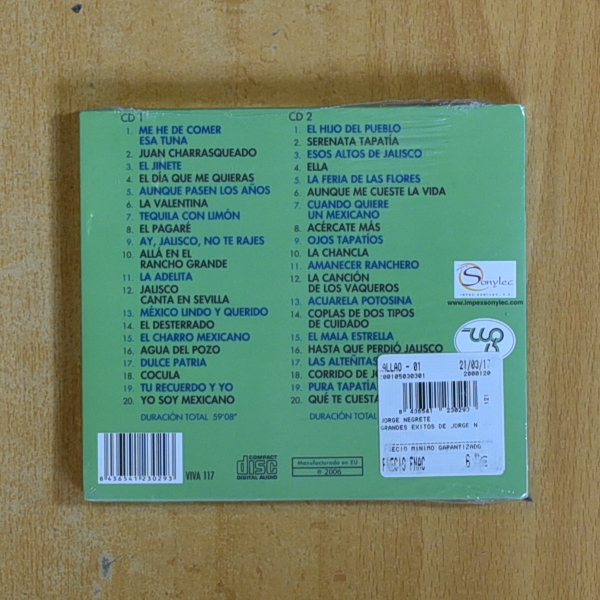 CD 1
1. ME HE DE COMER
ESA TUNA
2. JUAN CHARRASQUEADO
3. EL JINETE
4. EL DÍA QUE ME QUIERAS
5. AUNQUE PASEN LOS AÑOS
6. LA VALENTINA
7. TEQUILA CON LIMÓN
8. EL PAGARÉ
9. AY, JALISCO, NO TE RAJES
10. ALLÁ EN EL
RANCHO GRANDE
11. LA ADELITA
12. JALISCO
CANTA EN SEVILLA
13. MÉXICO LINDO Y QUERIDO
14. EL DESTERRADO
15. EL CHARRO MEXICANO
16. AGUA DEL POZO
17. DULCE PATRIA
18. COCULA
19. TU RECUERDO Y YO
20. YO SOY MEXICANO
DURACIÓN TOTAL 59'08"
CD 2
1. EL HIJO DEL PUEBLO
2. SERENATA TAPATÍA
3. ESOS ALTOS DE JALISCO
4. ELLA
5. LA FERIA DE LAS FLORES
6. AUNQUE ME CUESTE LA VIDA
7. CUANDO QUIERE
UN MEXICANO
8. ACÉRCATE MÁS
9. OJOS TAPATÍOS
10. LA CHANCLA
11. AMANECER RANCHERO
12. LA CANCIÓN
DE LOS VAQUEROS
13. ACUARELA POTOSINA
14. COPLAS DE DOS TIPOS
DE CUIDADO
15. EL MALA ESTRELLA
16. HASTA QUE PERDIÓ JALISCO
17. LAS ALTEÑITAS
18. CORRIDO DE JO
19. PURA TAPATÍA
20. QUÉ TE CUESTA
DURACIÓN TOTAL
Sonylec
www.impexsonylec.com
ALLAO - 01
21/03/1
2000120
8 436541 230293
JORGE NEGRETE
GRANDES EXITOS DE JORGE N
PRECIO MINIMO GARANTIZADO
PRECIO FNAC
6
8 436541 230293
VIVA 117
COMPACT
disc
DIGITAL AUDIO
Manufacturado en EU
℗ 2006